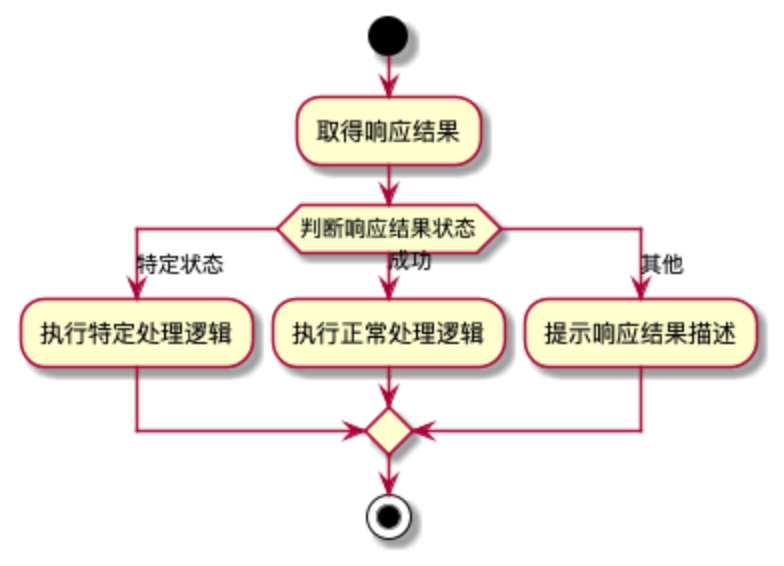 取得响应结果
判断响应结果状态
特定状态
成功
其他
执行特定处理逻辑
执行正常处理逻辑
提示响应结果描述